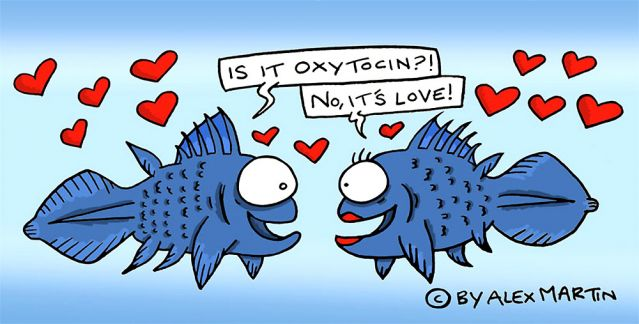 IS IT OXYTOCIN?!
NO, IT'S LOVE!
© BY ALEX MARTIN